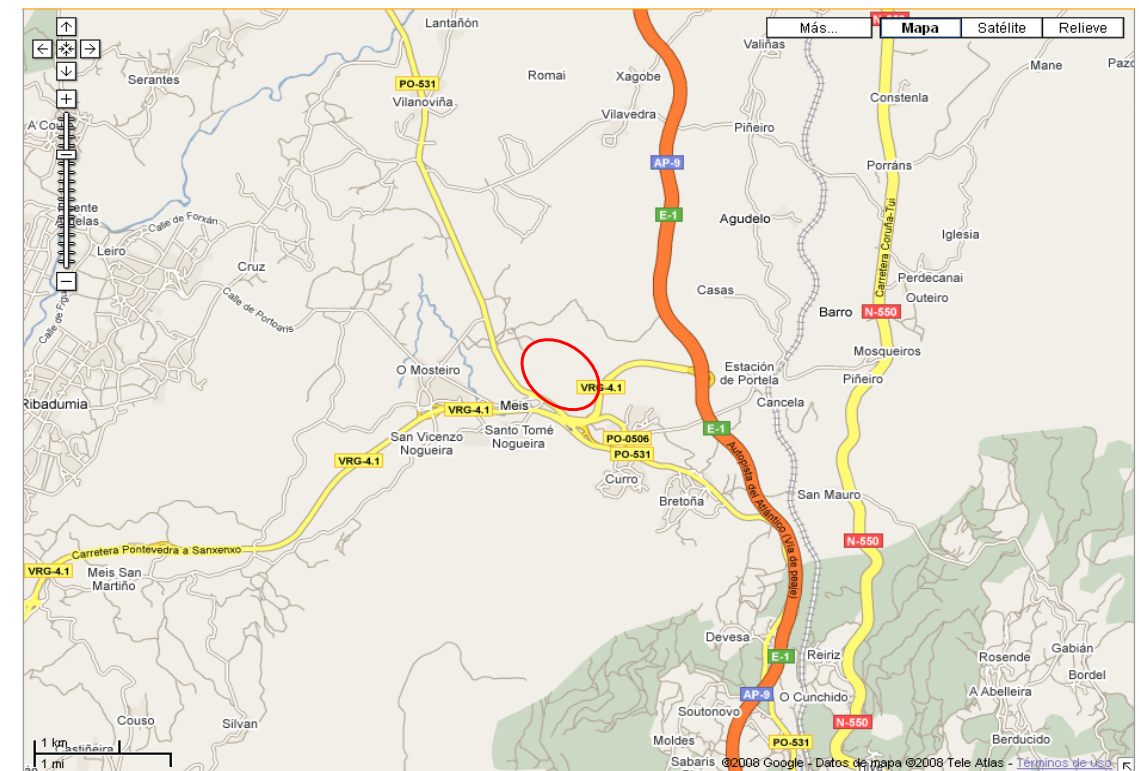 Lantañón
N-550
Más...
Mapa
Satélite
Relieve
Valiñas
Mane
Serantes
PO-531
Romai
Xagobe
Vilanoviña
Constenla
Vilavedra
Piñeiro
AP-9
Porráns
E-1
Agudelo
Calle de Forxán
Carretera Coruña-Tui
Iglesia
Leiro
Cruz
Perdecanai
Casas
Outeiro
Calle de Portoaris
Barro
N-550
Mosqueiros
O Mosteiro
Estación
de Portela
Piñeiro
VRG-4.1
Ribadumia
VRG-4.1
Meis
Cancela
Santo Tomé
Nogueira
E-1
San Vicenzo
Nogueira
PO-0506
PO-531
VRG-4.1
Curro
Autopista del Atlántico (Vía de peaje)
Bretoña
San Mauro
N-550
Carretera Pontevedra a Sanxenxo
VRG-4.1
Meis San
Martiño
Devesa
E-1
Reiriz
Rosende
Gabián
Bordel
AP-9
O Cunchido
A Abelleira
Soutonovo
Couso
Silvan
N-550
Moldes
PO-531
Berducido
1 km
Castiñeira
1 mi
Sabaris
©2008 Google - Datos de mapa ©2008 Tele Atlas - Términos de uso